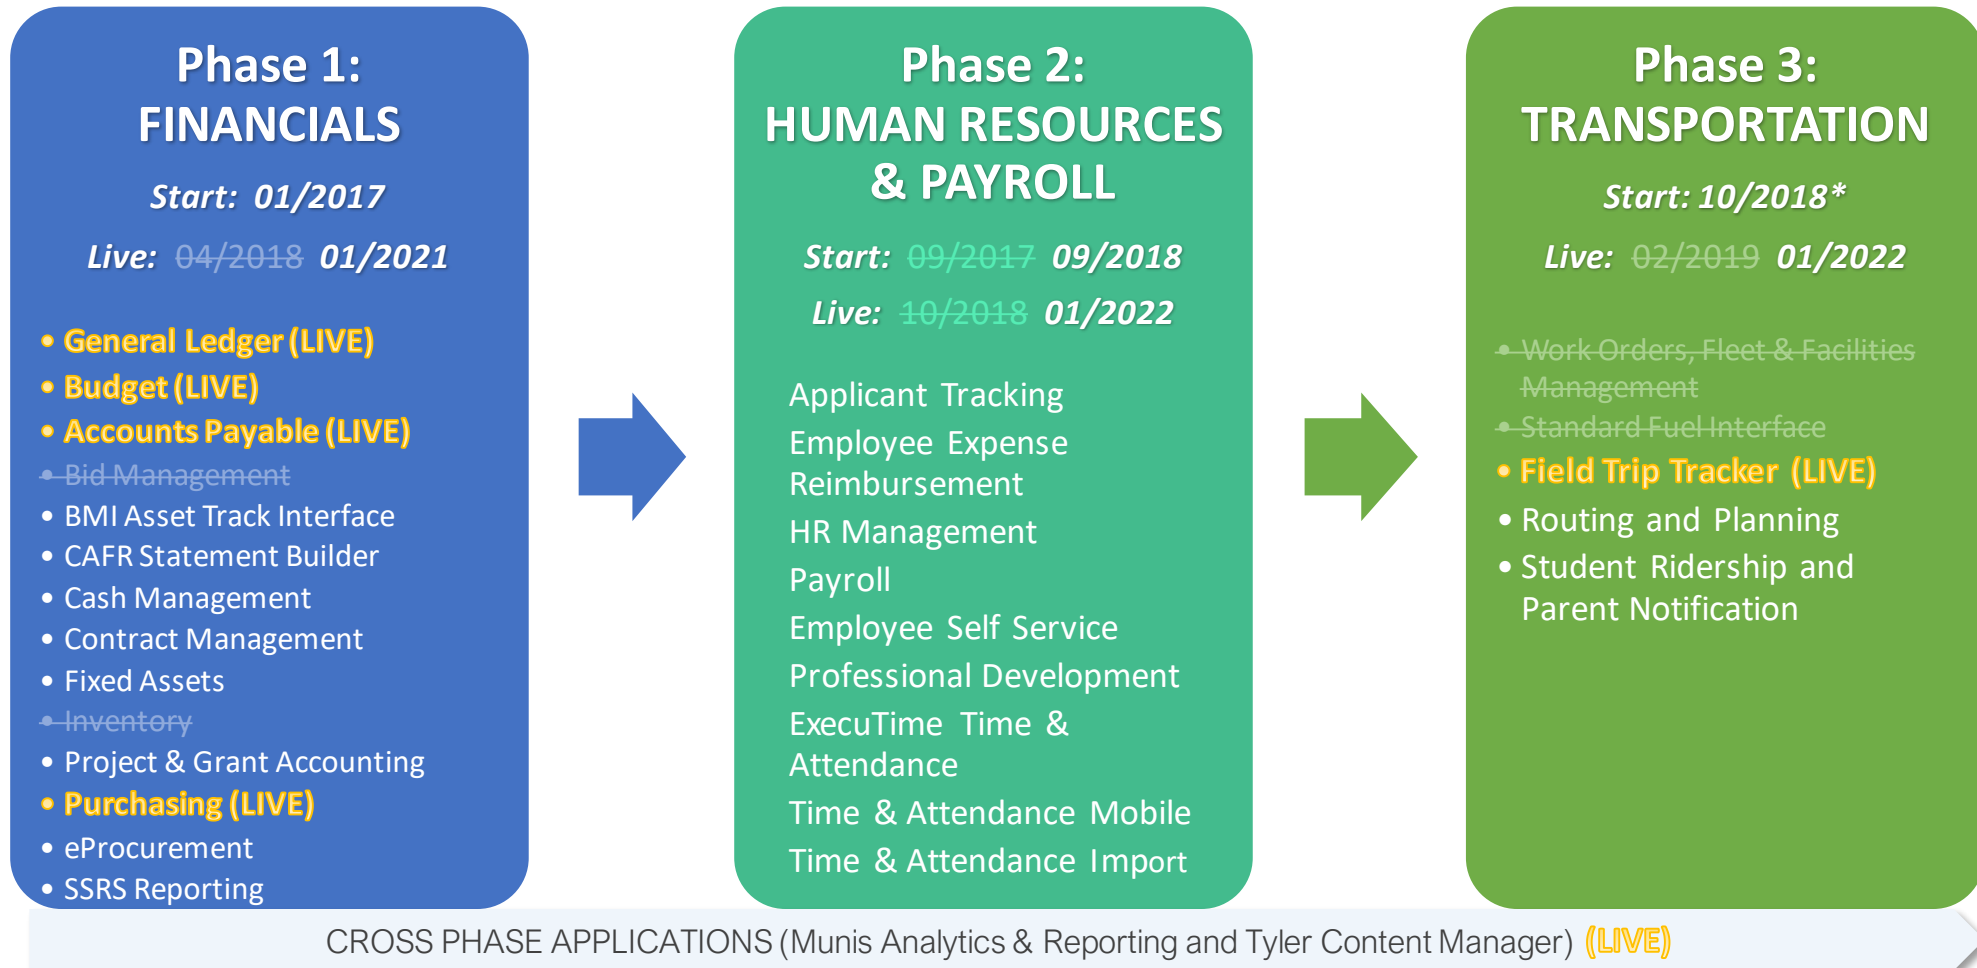 Phase 1:
FINANCIALS
Start: 01/2017
Live: 04/2018 01/2021
• General Ledger (LIVE)
• Budget (LIVE)
• Accounts Payable (LIVE)
• Bid Management
• BMI Asset Track Interface
• CAFR Statement Builder
• Cash Management
• Contract Management
• Fixed Assets
• Inventory
• Project & Grant Accounting
• Purchasing (LIVE)
• eProcurement
• SSRS Reporting
Phase 2:
HUMAN RESOURCES
& PAYROLL
Start: 09/2017 09/2018
Live: 10/2018 01/2022
Applicant Tracking
Employee Expense
Reimbursement
HR Management
Payroll
Employee Self Service
Professional Development
ExecuTime Time &
Attendance
Time & Attendance Mobile
Time & Attendance Import
Phase 3:
TRANSPORTATION
Start: 10/2018*
Live: 02/2019 01/2022
• Work Orders, Fleet & Facilities
Management
• Standard Fuel Interface
• Field Trip Tracker (LIVE)
• Routing and Planning
• Student Ridership and
Parent Notification
CROSS PHASE APPLICATIONS (Munis Analytics & Reporting and Tyler Content Manager) (LIVE)